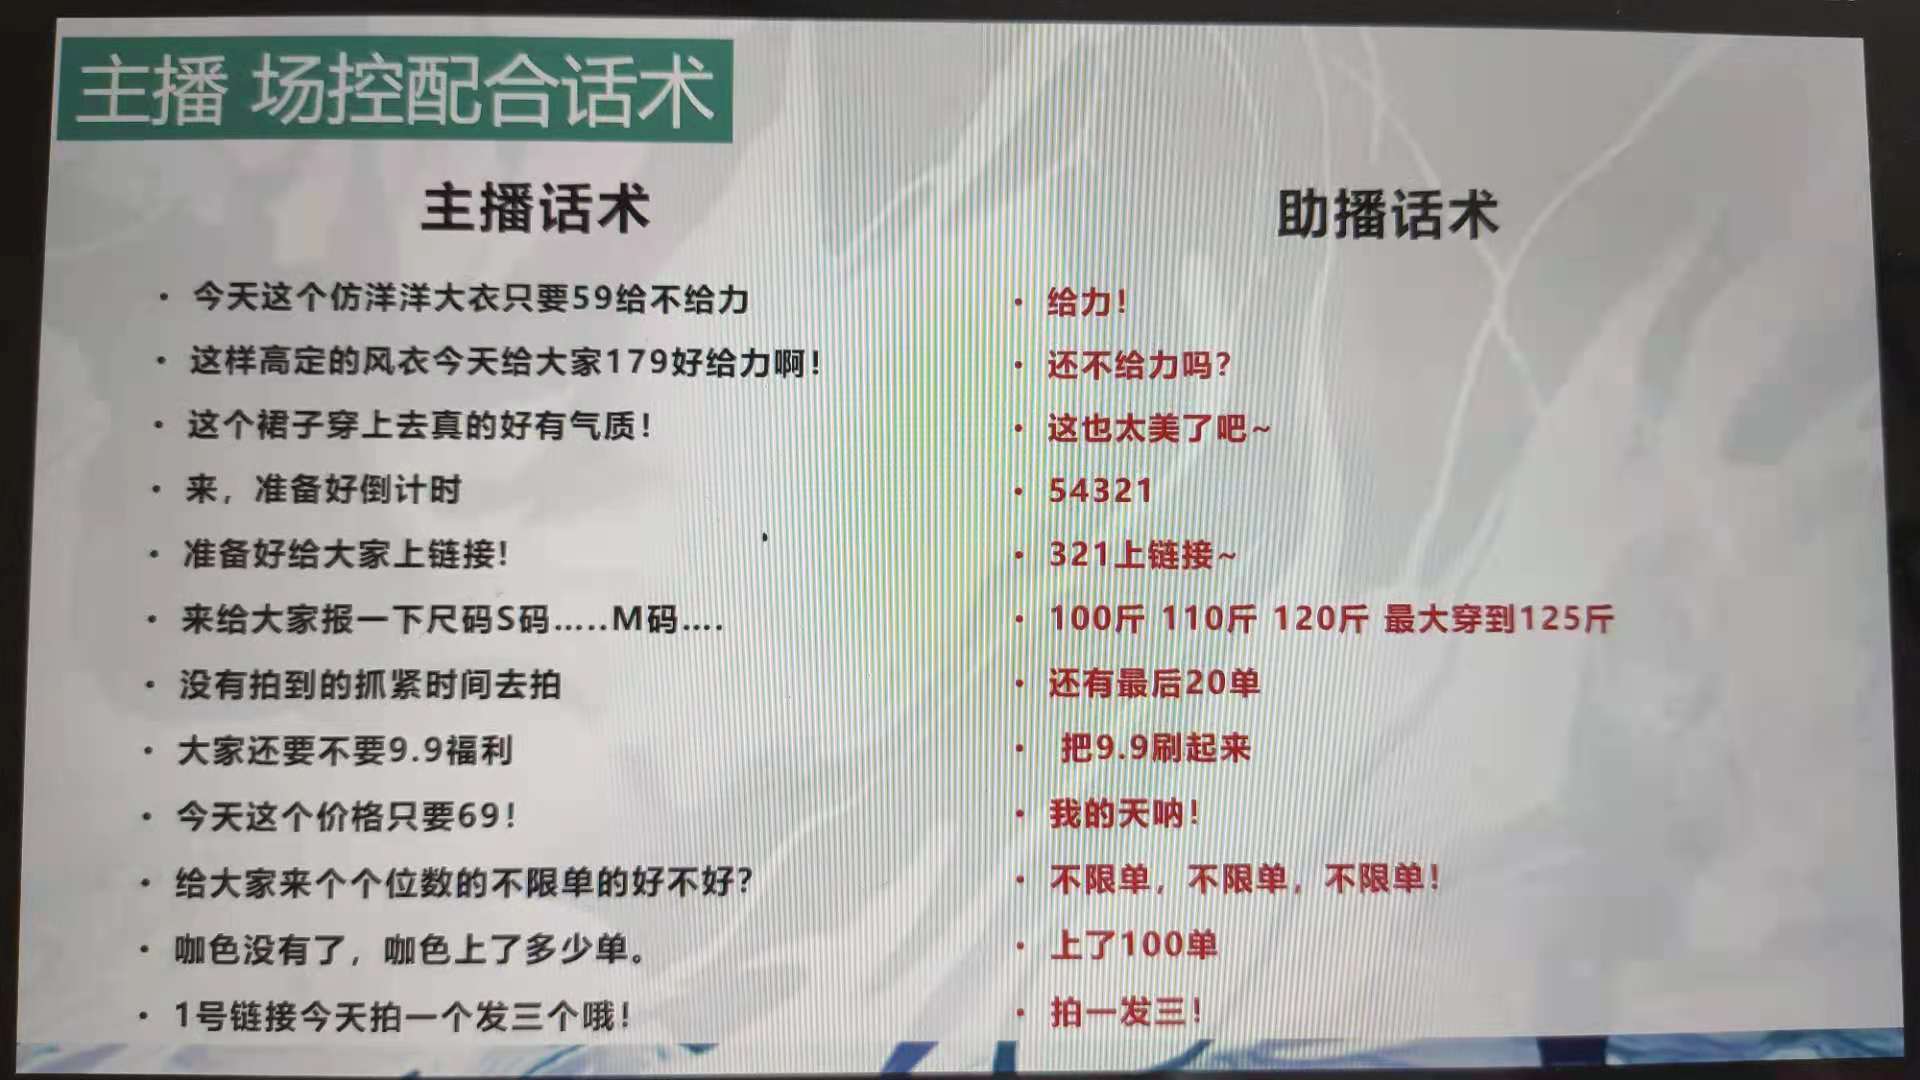 主播 场控配合话术
主播话术
助播话术
· 今天这个仿洋洋大衣只要59给不给力
· 给力！
· 这样高定的风衣今天给大家179好给力啊！
· 还不给力吗？
· 这个裙子穿上去真的好有气质！
· 这也太美了吧~
· 来，准备好倒计时
· 54321
· 准备好给大家上链接！
· 321上链接~
· 来给大家报一下尺码S码.....M码....
· 100斤 110斤 120斤 最大穿到125斤
· 没有拍到的抓紧时间去拍
· 还有最后20单
· 大家还要不要9.9福利
· 把9.9刷起来
· 今天这个价格只要69！
· 我的天呐！
· 给大家来个个位数的不限单的好不好？
· 不限单，不限单，不限单！
· 咖色没有了，咖色上了多少单。
· 上了100单
· 1号链接今天拍一个发三个哦！
· 拍一发三！